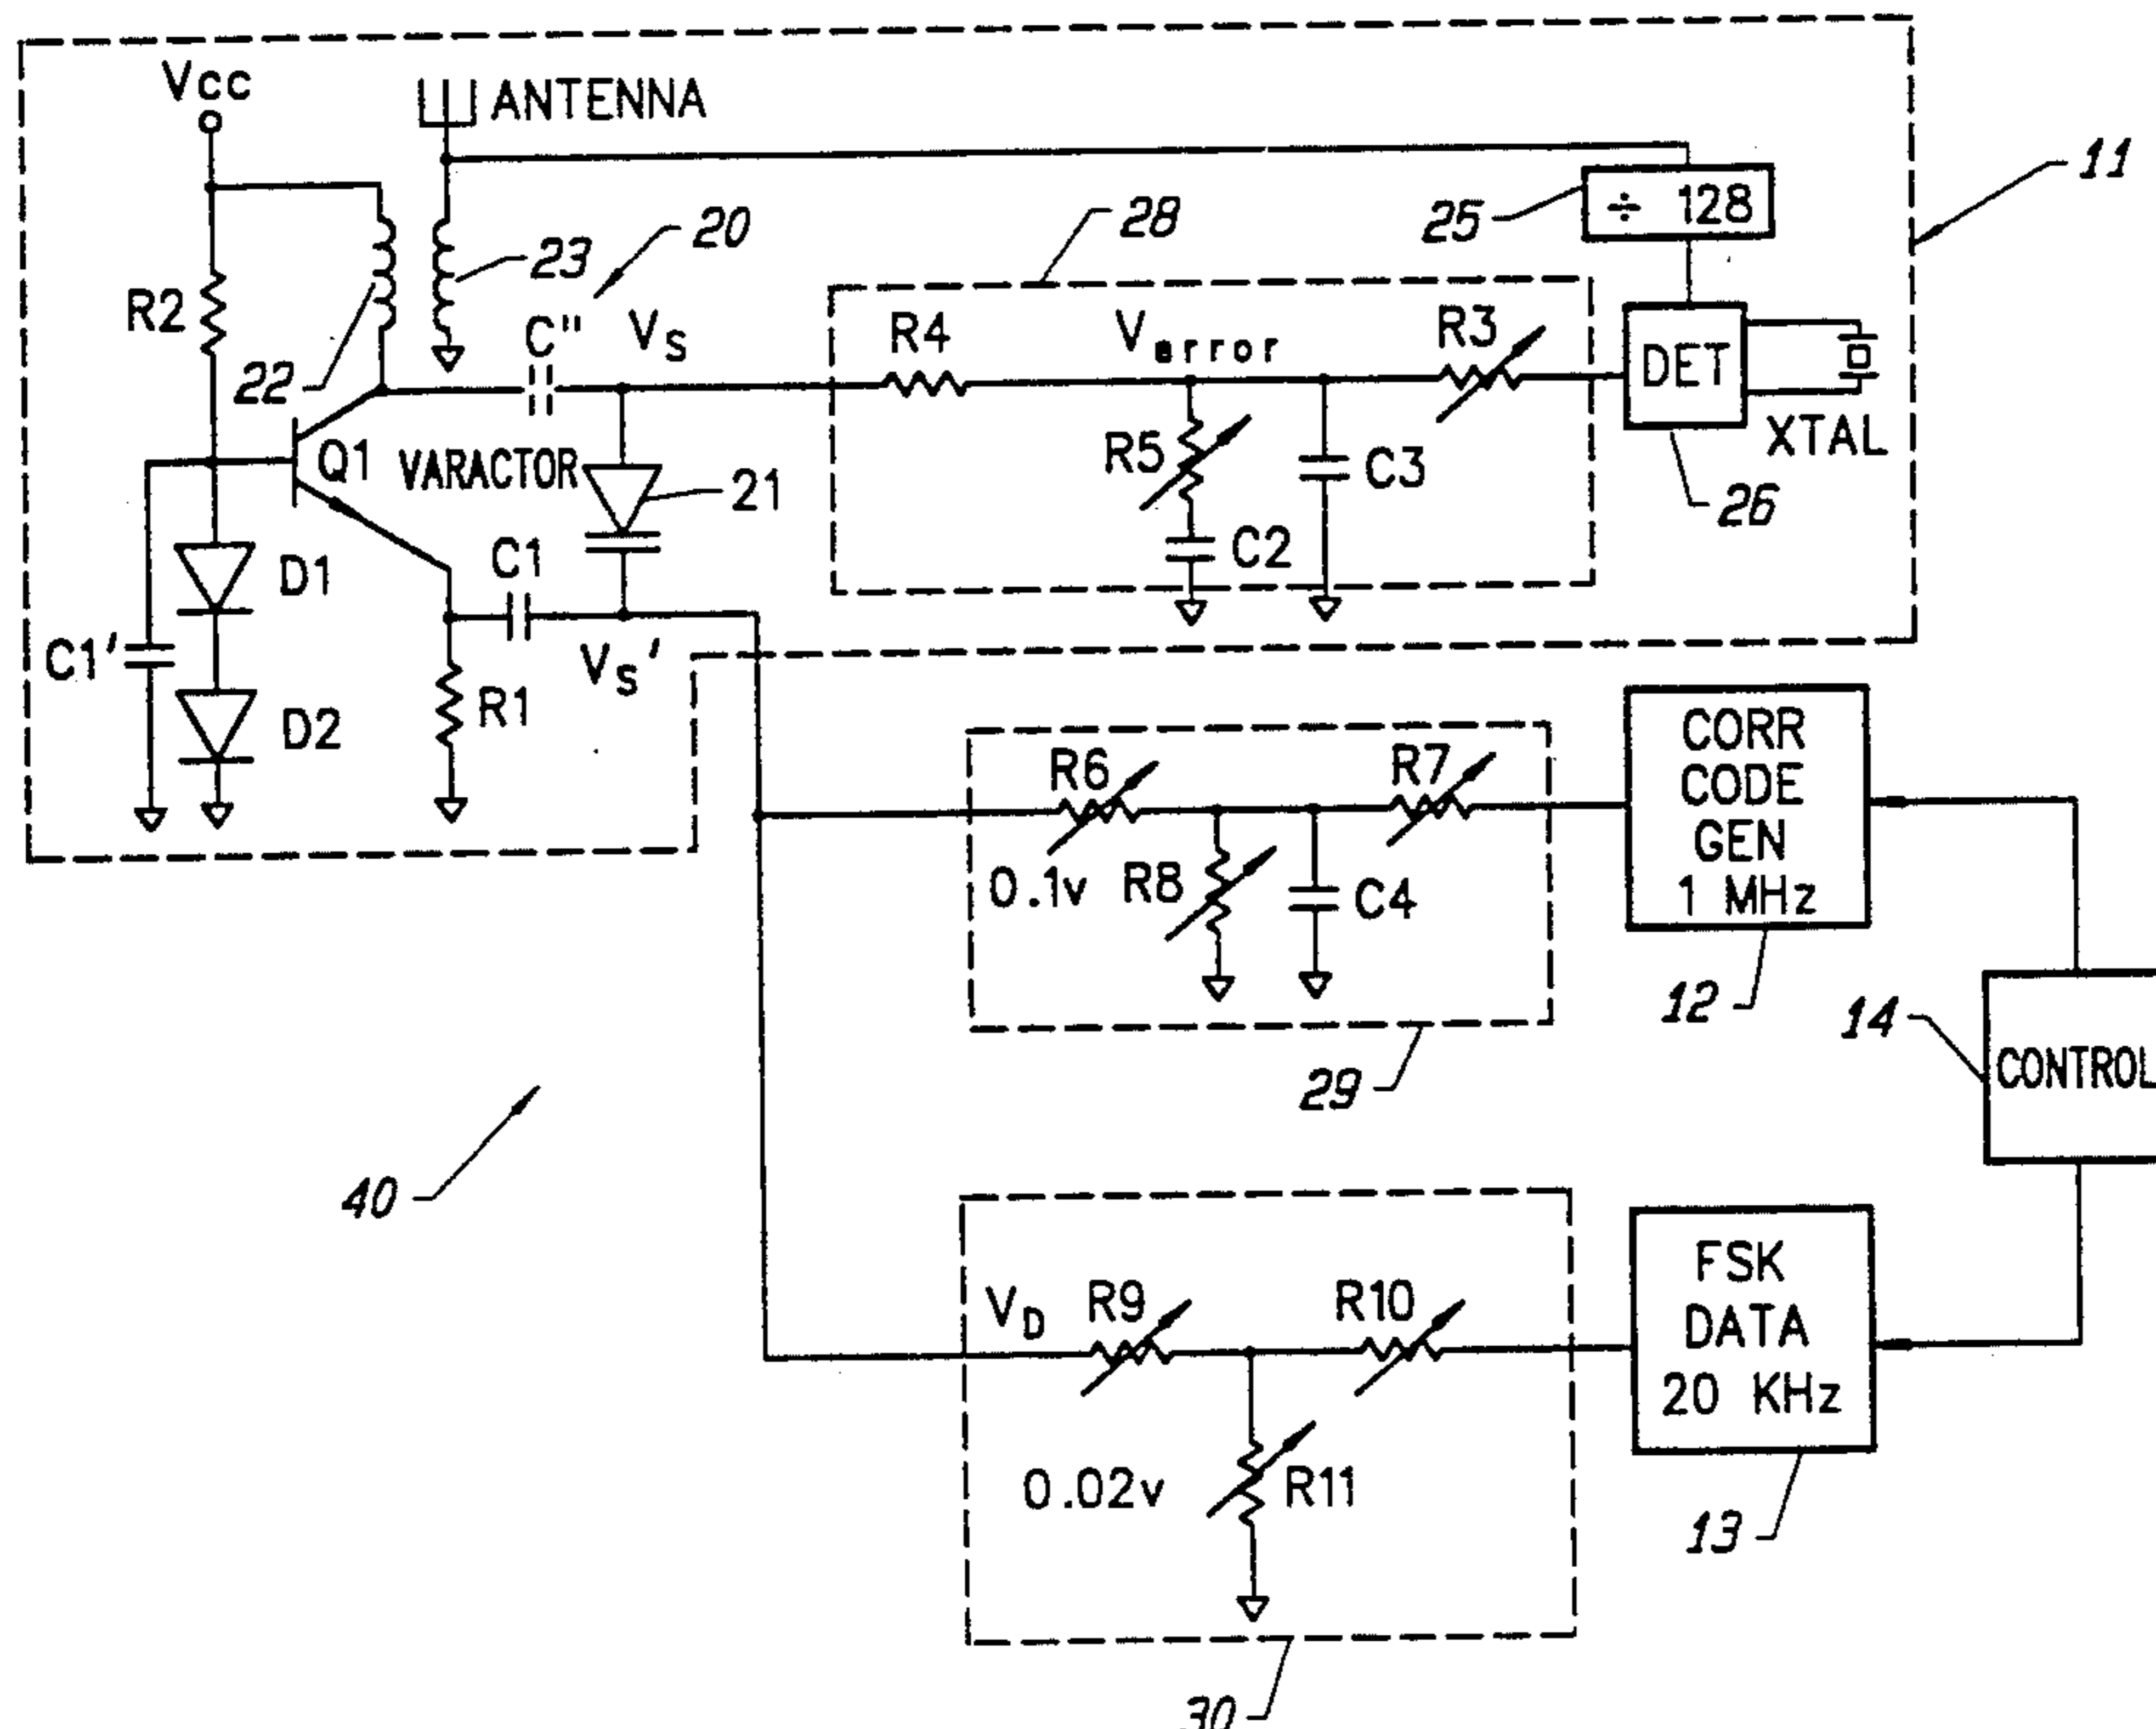 Vcc
ANTENNA
11
25
÷ 128
28
20
23
R2
C"
VS
R4
Verror
R3
DET
22
XTAL
Q1
VARACTOR
21
R5
C3
26
C1
C2
D1
C1'
VS'
R1
D2
CORR
CODE
GEN
1 MHz
R6
R7
0.1v
R8
C4
12
14
CONTROL
29
40
FSK
DATA
20 KHz
VD
R9
R10
0.02v
R11
13
30